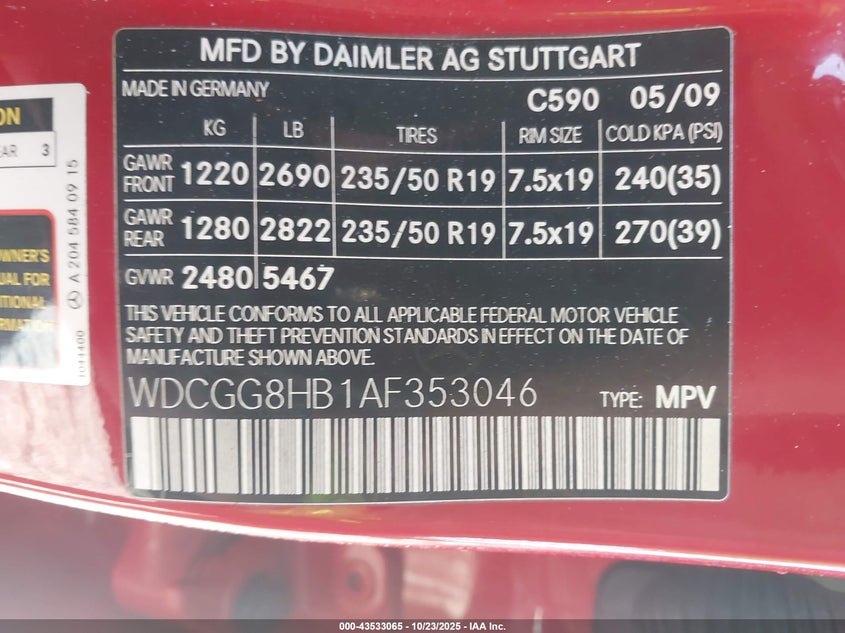 MFD BY DAIMLER AG STUTTGART
MADE IN GERMANY
C590 05/09
KG LB TIRES RIM SIZE COLD KPA (PSI)
GAWR FRONT 1220 2690 235/50 R19 7.5x19 240(35)
GAWR REAR 1280 2822 235/50 R19 7.5x19 270(39)
GVWR 2480 5467
THIS VEHICLE CONFORMS TO ALL APPLICABLE FEDERAL MOTOR VEHICLE
SAFETY AND THEFT PREVENTION STANDARDS IN EFFECT ON THE DATE OF
MANUFACTURE SHOWN ABOVE.
WDCGG8HB1AF353046 TYPE: MPV
3
OWNER'S
FOR
A 204 584 09 15
000-43533065 - 10/23/2025 - IAA Inc.